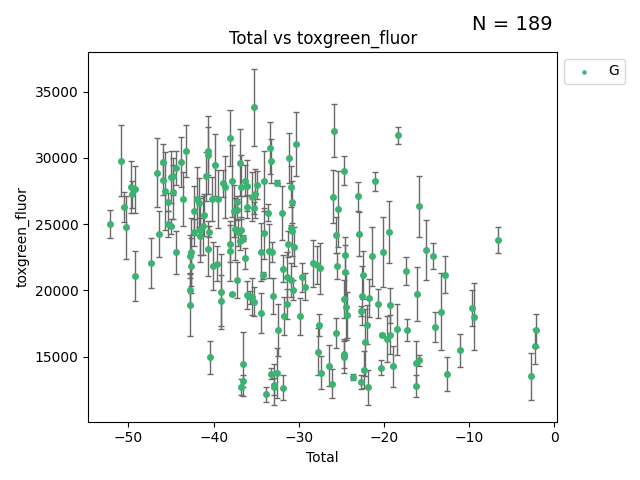 N = 189
Total vs toxgreen_fluor
G
toxgreen_fluor
35000
30000
25000
20000
15000
−50 −40 −30 −20 −10 0
Total